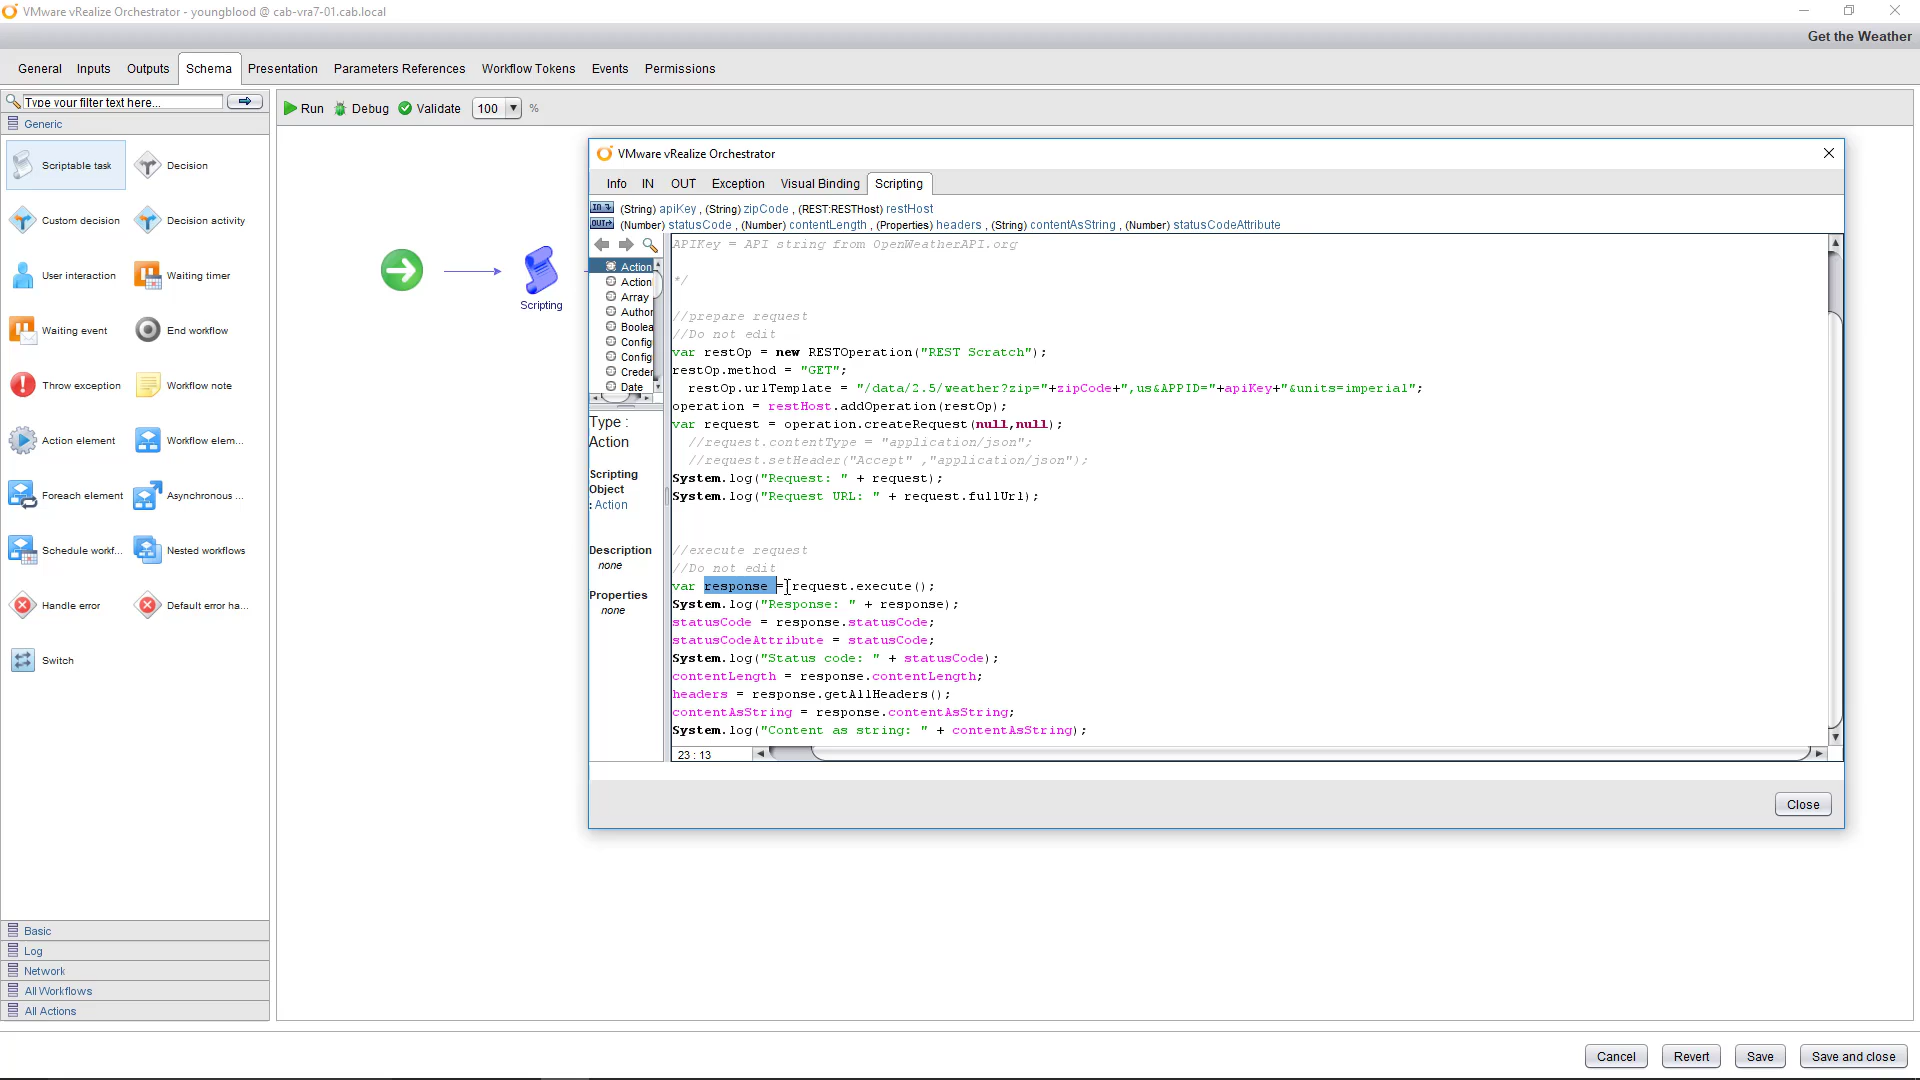 VMware vRealize Orchestrator - youngblood @ cab-vra7-01.cab.local
Get the Weather
General Inputs Outputs Schema Presentation Parameters References Workflow Tokens Events Permissions
Type your filter text here...
Run Debug Validate 100 %
Generic
Scriptable task Decision
Custom decision Decision activity
User interaction Waiting timer
Waiting event End workflow
Throw exception Workflow note
Action element Workflow elem...
Foreach element Asynchronous ...
Schedule workf... Nested workflows
Handle error Default error ha...
Switch
Basic
Log
Network
All Workflows
All Actions
Scripting
VMware vRealize Orchestrator
Info IN OUT Exception Visual Binding Scripting
IN (String) apiKey , (String) zipCode , (REST:RESTHost) restHost
OUT (Number) statusCode , (Number) contentLength , (Properties) headers , (String) contentAsString , (Number) statusCodeAttribute
Action
Action
Array
Author
Boolea
Config
Config
Creder
Date
Type :
Action
Scripting
Object
: Action
Description
none
Properties
none
APIKey = API string from OpenWeatherAPI.org
*/
//prepare request
//Do not edit
var restOp = new RESTOperation("REST Scratch");
restOp.method = "GET";
restOp.urlTemplate = "/data/2.5/weather?zip="+zipCode+",us&APPID="+apiKey+"&units=imperial";
operation = restHost.addOperation(restOp);
var request = operation.createRequest(null,null);
//request.contentType = "application/json";
//request.setHeader("Accept" ,"application/json");
System.log("Request: " + request);
System.log("Request URL: " + request.fullUrl);
//execute request
//Do not edit
var response = request.execute();
System.log("Response: " + response);
statusCode = response.statusCode;
statusCodeAttribute = statusCode;
System.log("Status code: " + statusCode);
contentLength = response.contentLength;
headers = response.getAllHeaders();
contentAsString = response.contentAsString;
System.log("Content as string: " + contentAsString);
23 : 13
Close
Cancel Revert Save Save and close